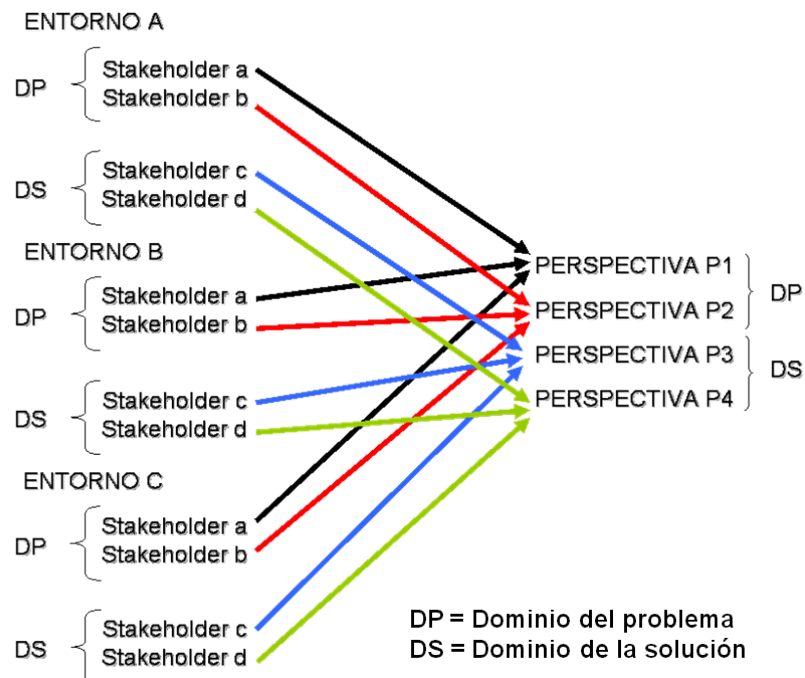 ENTORNO A
DP
Stakeholder a
Stakeholder b
DS
Stakeholder c
Stakeholder d
ENTORNO B
DP
Stakeholder a
Stakeholder b
DS
Stakeholder c
Stakeholder d
ENTORNO C
DP
Stakeholder a
Stakeholder b
DS
Stakeholder c
Stakeholder d
PERSPECTIVA P1
PERSPECTIVA P2
DP
PERSPECTIVA P3
PERSPECTIVA P4
DS
DP = Dominio del problema
DS = Dominio de la solución